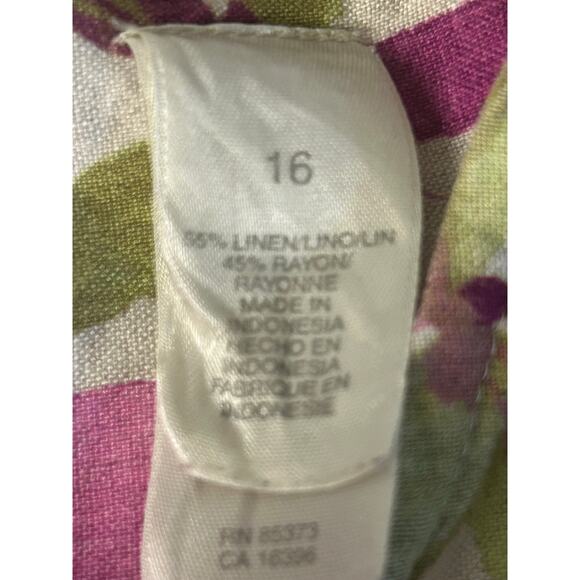 16
55% LINEN/LINO/LIN
45% RAYON/
RAYONNE
MADE IN
INDONESIA
HECHO EN
INDONESIA
FABRIQUE EN
INDONESIE
RN 85373
CA 16396